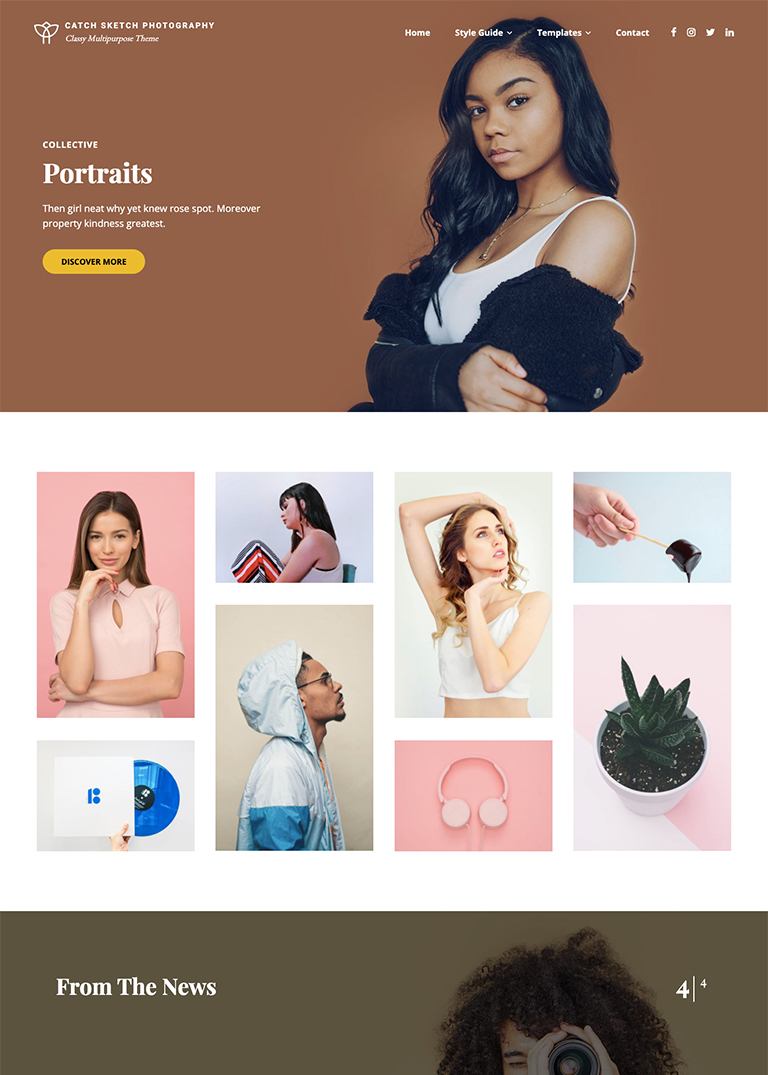 CATCH SKETCH PHOTOGRAPHY
Classy Multipurpose Theme
Home Style Guide Templates Contact
COLLECTIVE
Portraits
Then girl neat why yet knew rose spot. Moreover
property kindness greatest.
DISCOVER MORE
From The News
4 4